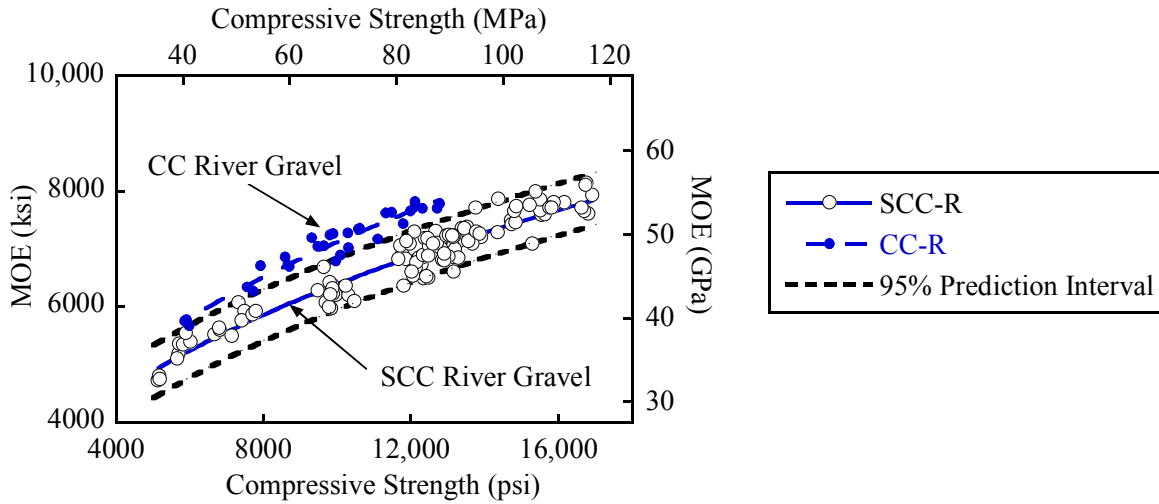 Compressive Strength (MPa)
40 60 80 100 120
10,000
8000
6000
4000
MOE (ksi)
CC River Gravel
SCC River Gravel
60
50
40
30
MOE (GPa)
4000 8000 12,000 16,000
Compressive Strength (psi)
SCC-R
CC-R
95% Prediction Interval